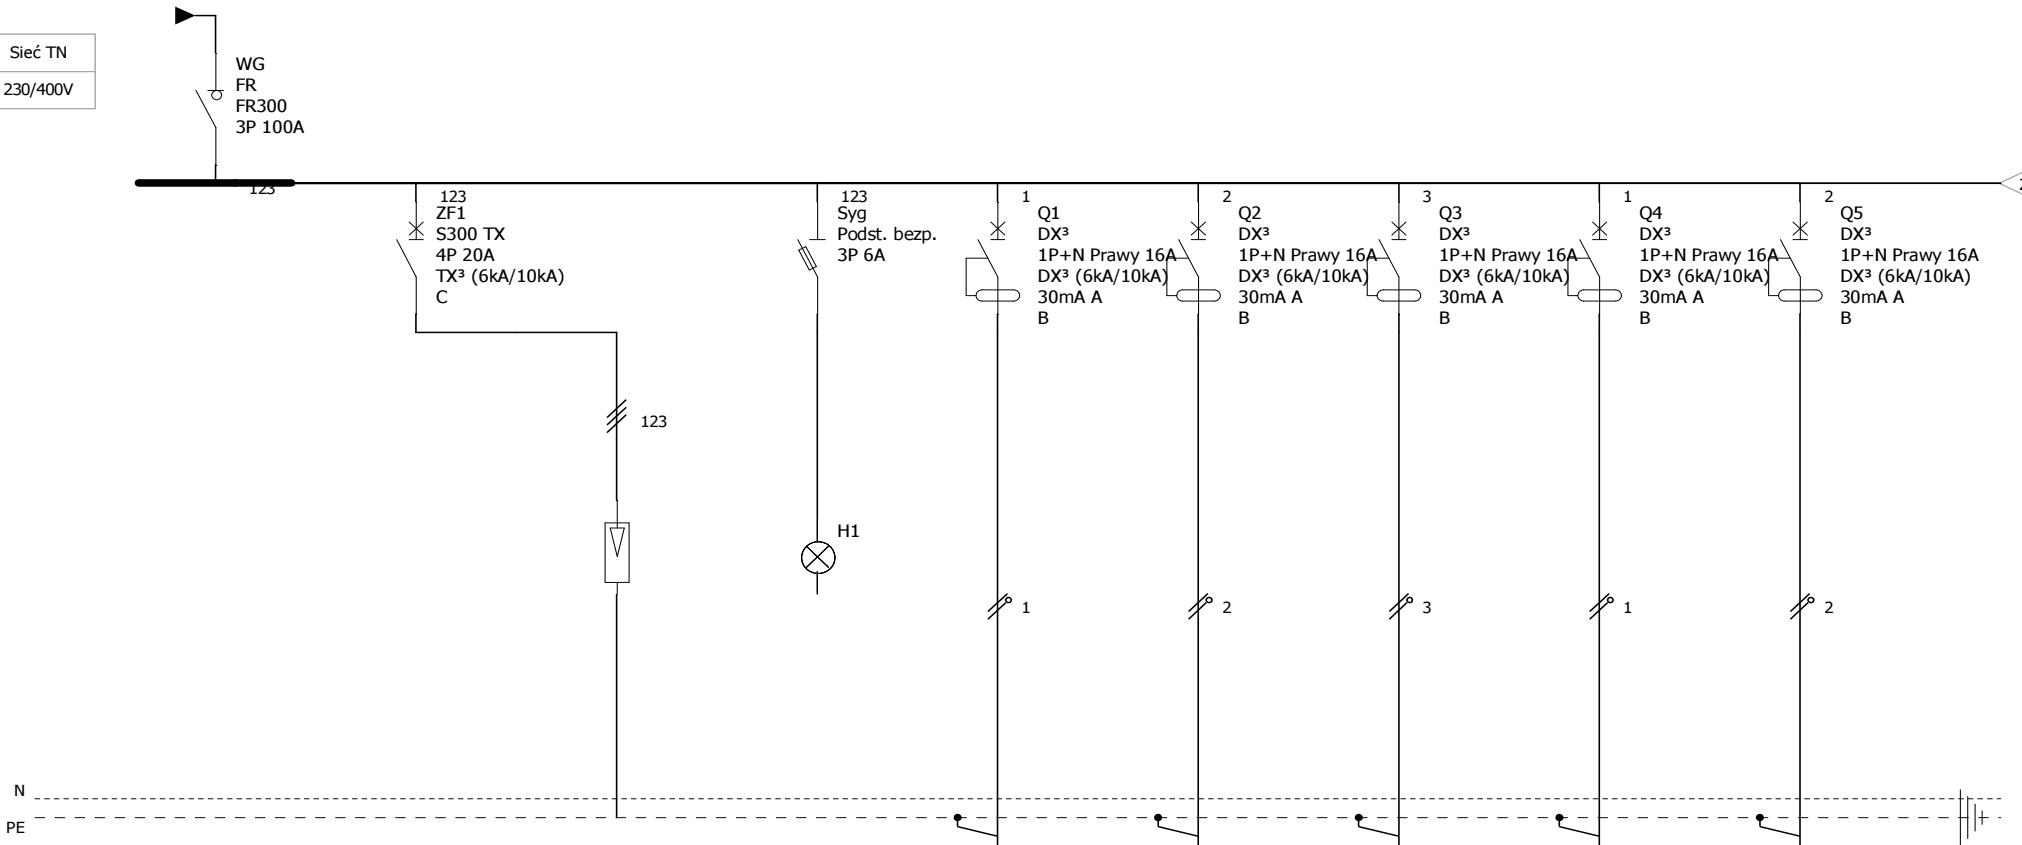 Sieć TN
230/400V
WG
FR
FR300
3P 100A
123
123
ZF1
S300 TX
4P 20A
TX³ (6kA/10kA)
C
123
123
Syg
Podst. bezp.
3P 6A
H1
1
Q1
DX³
1P+N Prawy 16A
DX³ (6kA/10kA)
30mA A
B
1
2
Q2
DX³
1P+N Prawy 16A
DX³ (6kA/10kA)
30mA A
B
2
3
Q3
DX³
1P+N Prawy 16A
DX³ (6kA/10kA)
30mA A
B
3
1
Q4
DX³
1P+N Prawy 16A
DX³ (6kA/10kA)
30mA A
B
1
2
Q5
DX³
1P+N Prawy 16A
DX³ (6kA/10kA)
30mA A
B
2
N
PE